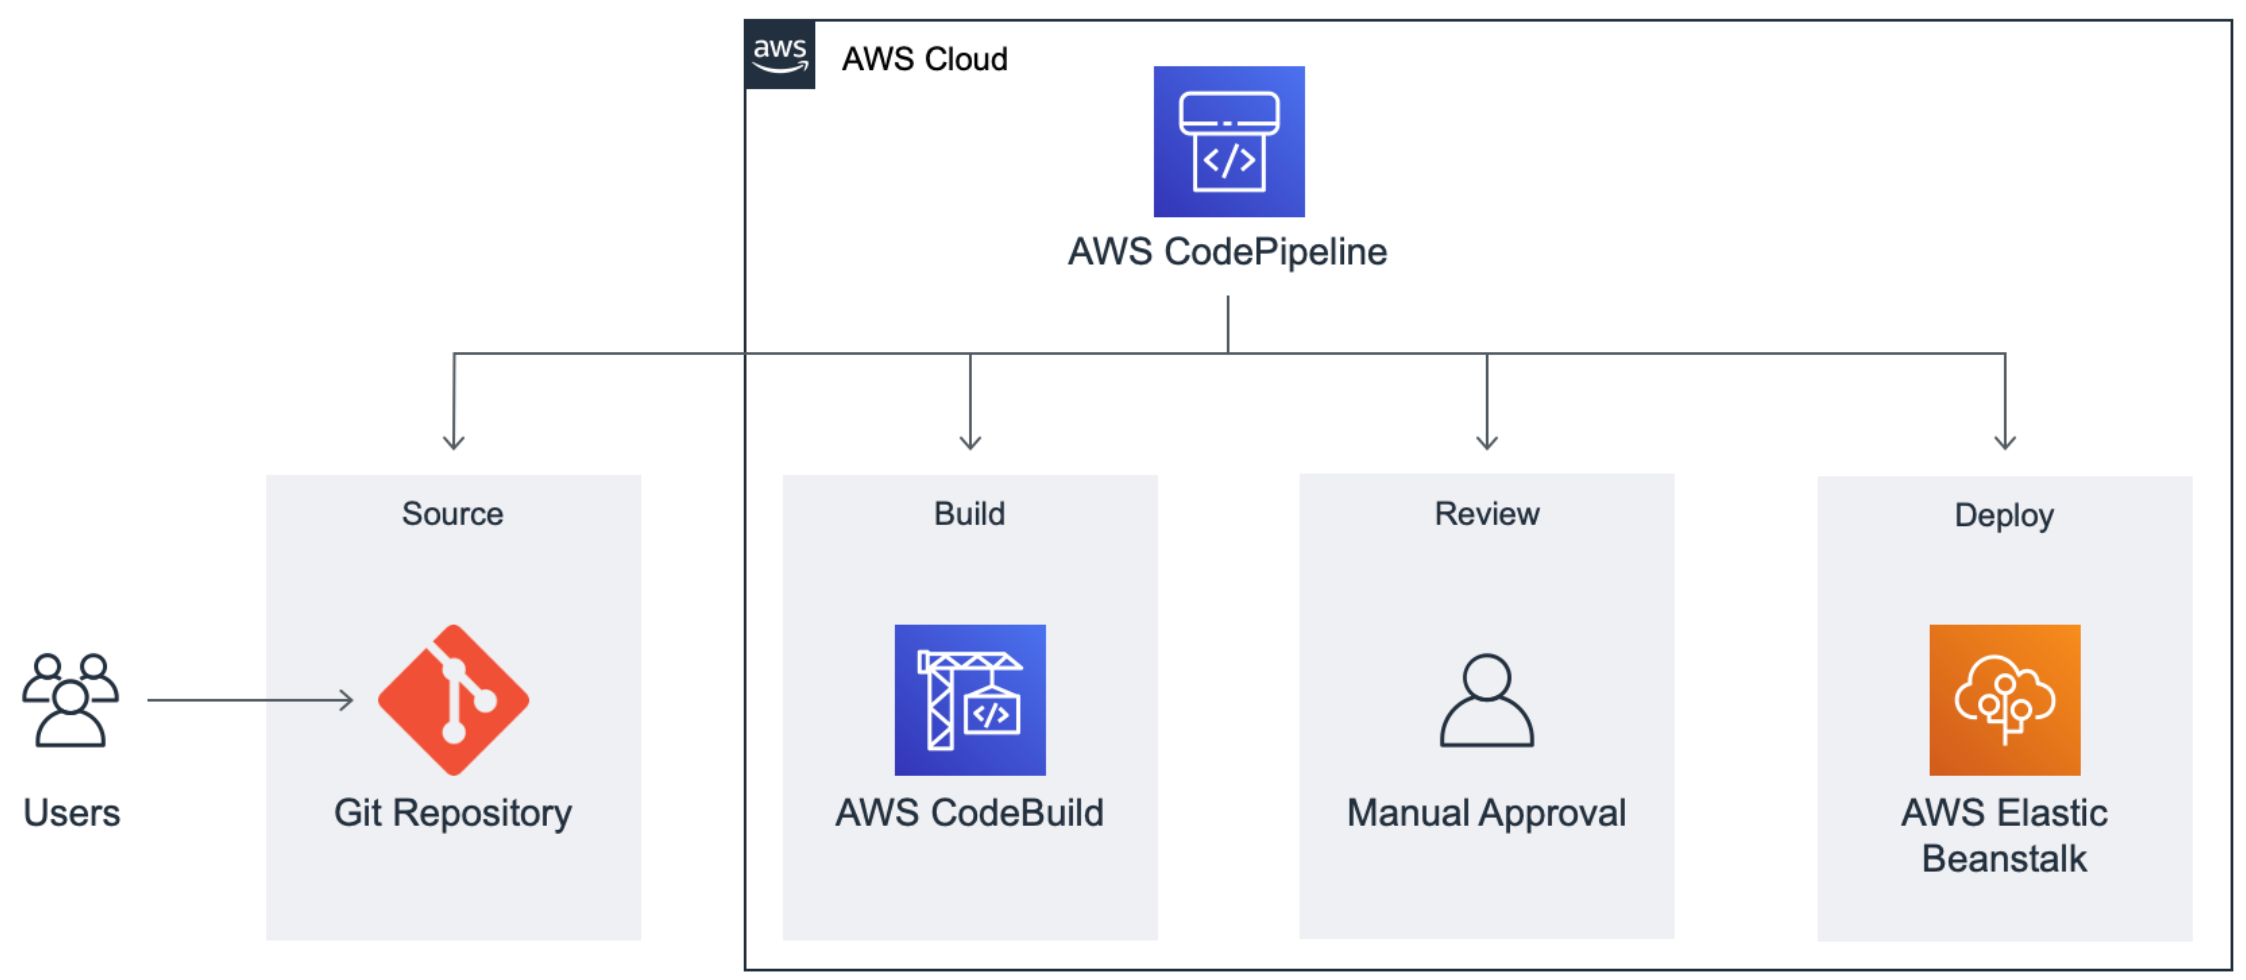 aws
AWS Cloud
</>
AWS CodePipeline
Source
Build
Review
Deploy
</>
Users
Git Repository
AWS CodeBuild
Manual Approval
AWS Elastic
Beanstalk